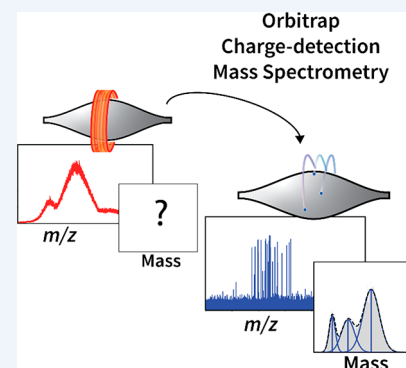 Orbitrap
Charge-detection
Mass Spectrometry
?
m/z
Mass
m/z
Mass